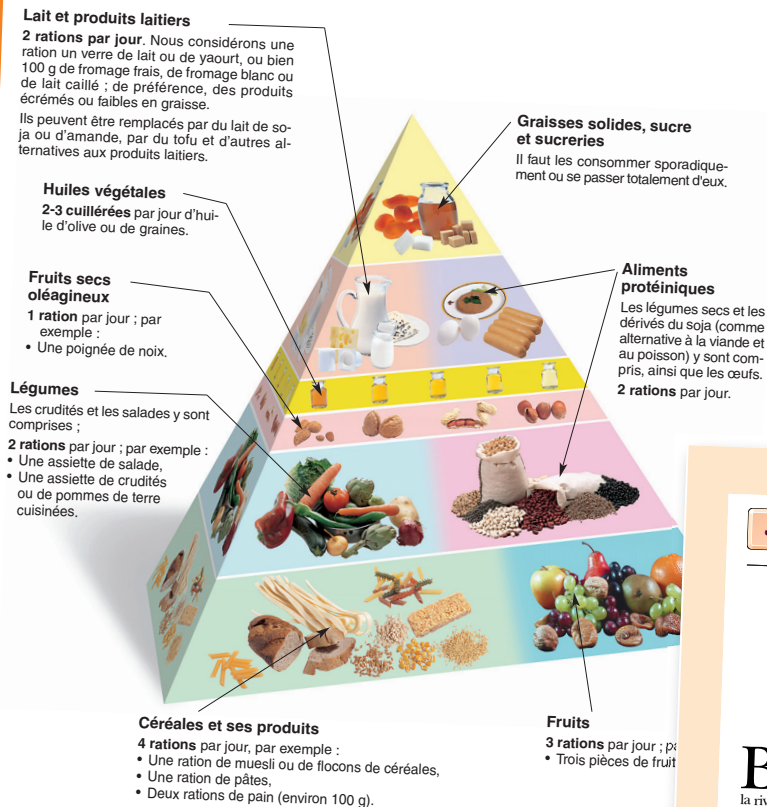 Lait et produits laitiers
2 rations par jour. Nous considérons une
ration un verre de lait ou de yaourt, ou bien
100 g de fromage frais, de fromage blanc ou
de lait caillé ; de préférence, des produits
écrémés ou faibles en graisse.
Ils peuvent être remplacés par du lait de so-
ja ou d'amande, par du tofu et d'autres al-
ternatives aux produits laitiers.
Graisses solides, sucre
et sucreries
Il faut les consommer sporadique-
ment ou se passer totalement d'eux.
Huiles végétales
2-3 cuillérées par jour d'hui-
le d'olive ou de graines.
Fruits secs
oléagineux
1 ration par jour ; par
exemple :
• Une poignée de noix.
Aliments
protéiniques
Les légumes secs et les
dérivés du soja (comme
alternative à la viande et
au poisson) y sont com-
pris, ainsi que les œufs.
2 rations par jour.
Légumes
Les crudités et les salades y sont
comprises ;
2 rations par jour ; par exemple :
• Une assiette de salade,
• Une assiette de crudités
ou de pommes de terre
cuisinées.
Céréales et ses produits
4 rations par jour, par exemple :
• Une ration de muesli ou de flocons de céréales,
• Une ration de pâtes,
• Deux rations de pain (environ 100 g).
Fruits
3 rations par jour ; pa
• Trois pièces de fruit
B
la riv